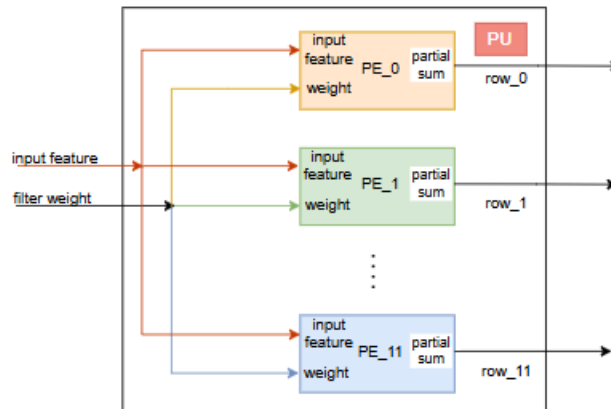 PU
input
feature
weight
PE_0
partial
sum
row_0
input feature
filter weight
input
feature
weight
PE_1
partial
sum
row_1
input
feature
weight
PE_11
partial
sum
row_11